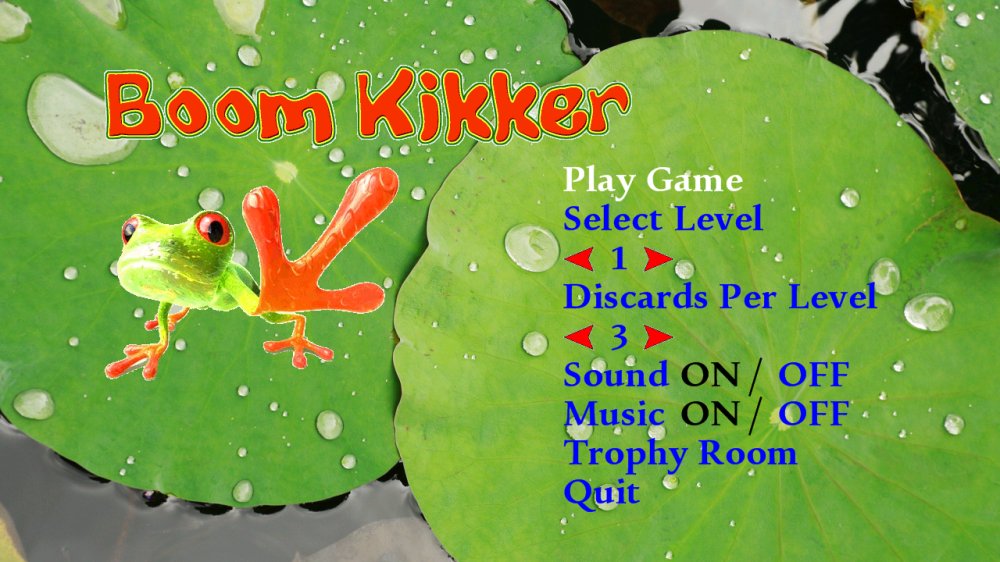 Boom Kikker
Play Game
Select Level
1
Discards Per Level
3
Sound ON / OFF
Music ON / OFF
Trophy Room
Quit